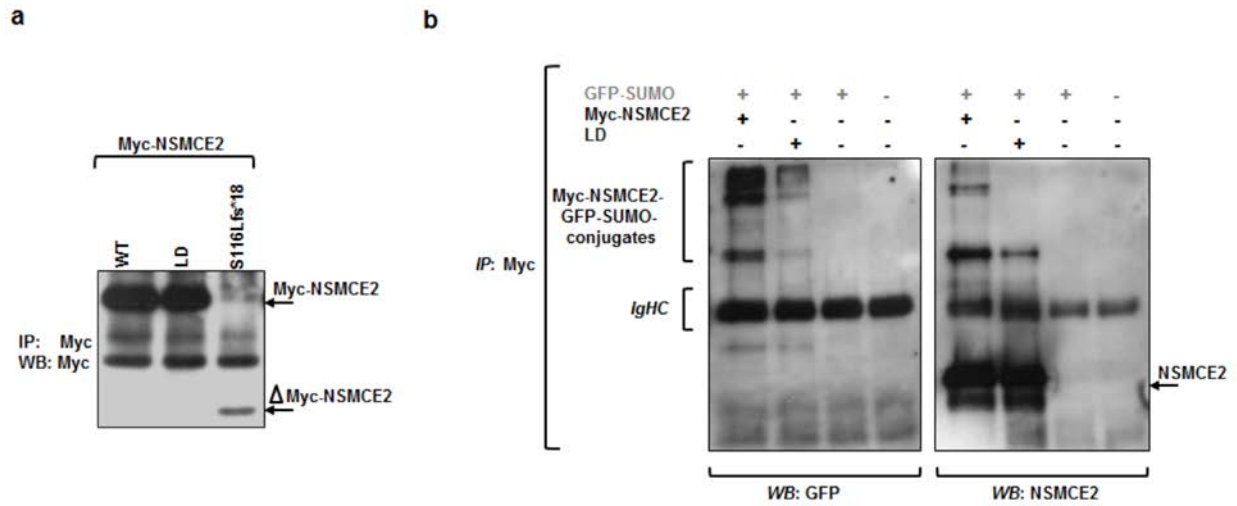 a
Myc-NSMCE2
WT
LD
S116Lfs*18
Myc-NSMCE2
IP: Myc
WB: Myc
Δ Myc-NSMCE2
b
GFP-SUMO + + + - + + + -
Myc-NSMCE2 + - - - + - - -
LD - + - - - + - -
Myc-NSMCE2-
GFP-SUMO-
conjugates
IP: Myc
IgHC
NSMCE2
WB: GFP
WB: NSMCE2